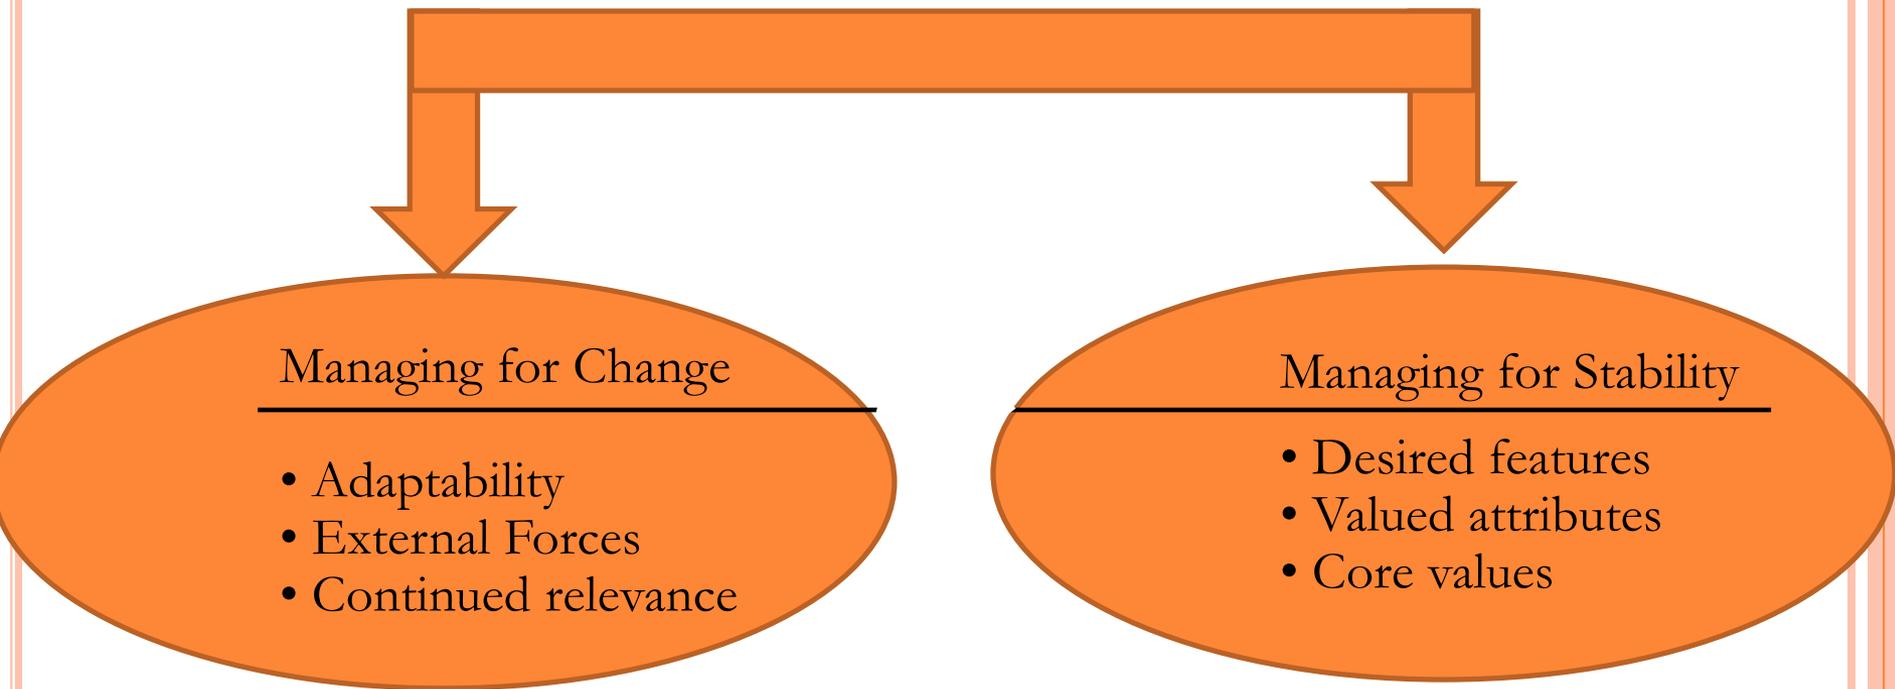 Managing for Change
• Adaptability
• External Forces
• Continued relevance
Managing for Stability
• Desired features
• Valued attributes
• Core values